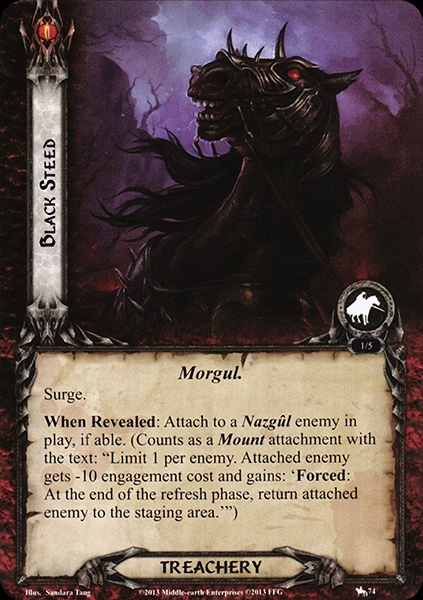 BLACK STEED
1/5
Morgul.
Surge.
When Revealed: Attach to a Nazgûl enemy in
play, if able. (Counts as a Mount attachment with
the text: “Limit 1 per enemy. Attached enemy
gets -10 engagement cost and gains: ‘Forced:
At the end of the refresh phase, return attached
enemy to the staging area.’”)
TREACHERY
Illus. Sandara Tang ©2013 Middle-earth Enterprises ©2013 FFG 74